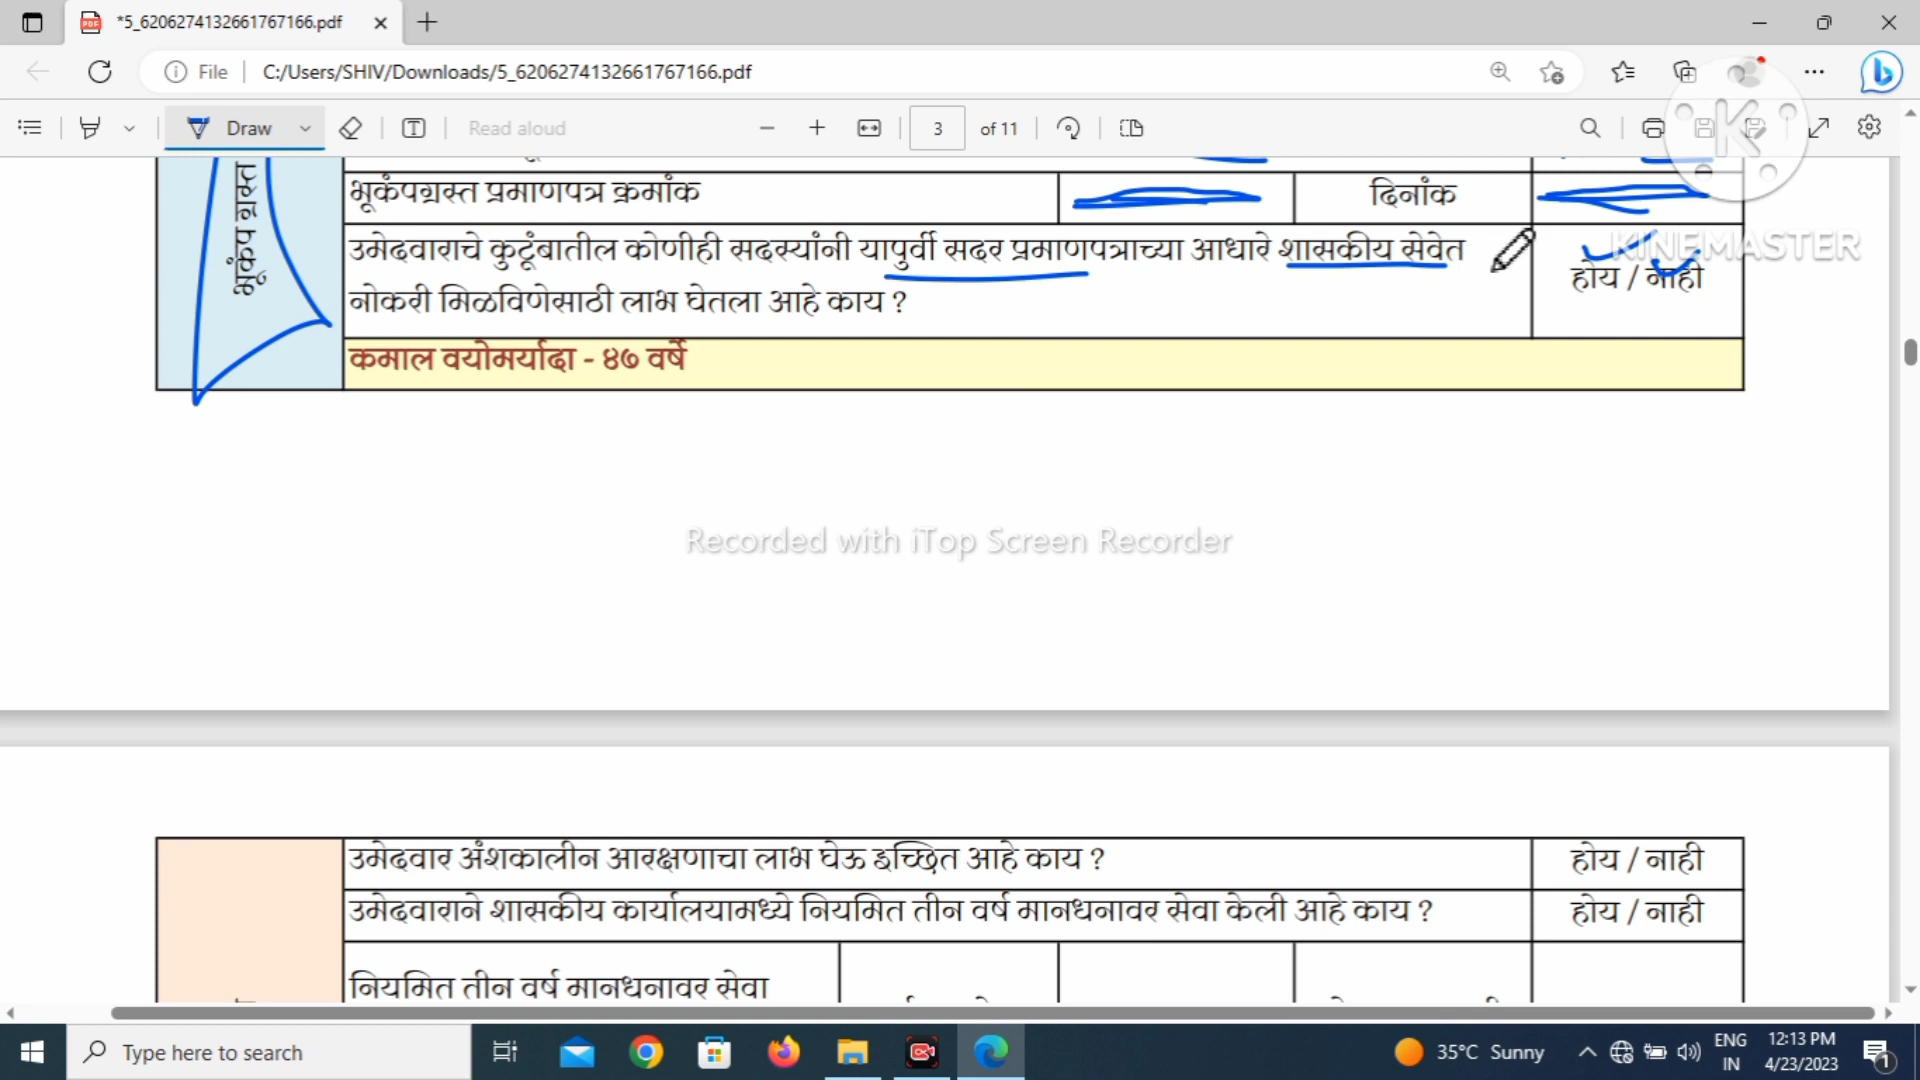 *5_6206274132661767166.pdf
File
C:/Users/SHIV/Downloads/5_6206274132661767166.pdf
Draw
Read aloud
3 of 11
KINEMASTER
भूकंप ग्रस्त
भूकंपग्रस्त प्रमाणपत्र क्रमांक
दिनांक
उमेदवाराचे कुटूंबातील कोणीही सदस्यांनी यापुर्वी सदर प्रमाणपत्राच्या आधारे शासकीय सेवेत
नोकरी मिळविणेसाठी लाभ घेतला आहे काय ?
होय / नाही
कमाल वयोमर्यादा - ४७ वर्षे
Recorded with iTop Screen Recorder
उमेदवार अंशकालीन आरक्षणाचा लाभ घेऊ इच्छित आहे काय ?
होय / नाही
उमेदवाराने शासकीय कार्यालयामध्ये नियमित तीन वर्ष मानधनावर सेवा केली आहे काय ?
होय / नाही
नियमित तीन वर्ष मानधनावर सेवा
Type here to search
35°C Sunny
ENG
IN
12:13 PM
4/23/2023
1